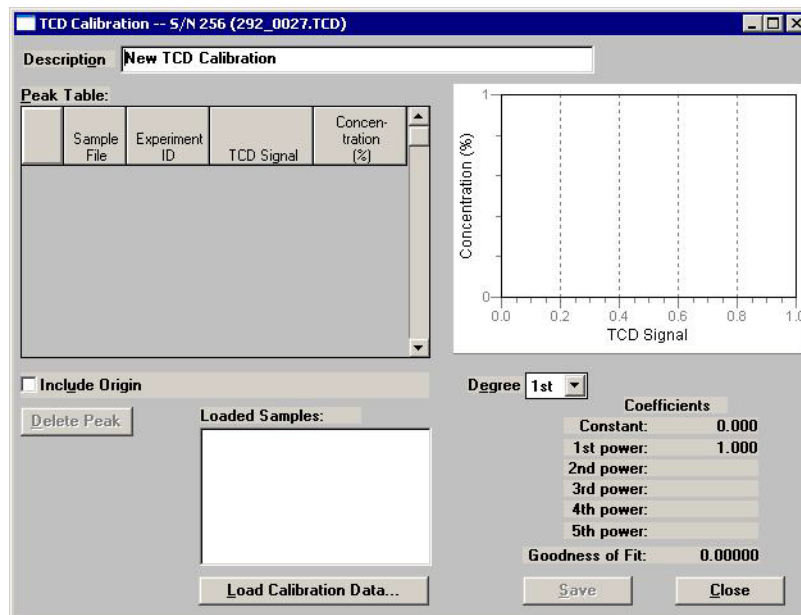 TCD Calibration -- S/N 256 (292_0027.TCD)
Description New TCD Calibration
Peak Table:
Sample File Experiment ID TCD Signal Concen-tration (%)
1
Concentration (%)
0
0.0 0.2 0.4 0.6 0.8 1.0
TCD Signal
Include Origin
Degree 1st
Delete Peak
Loaded Samples:
Coefficients
Constant: 0.000
1st power: 1.000
2nd power:
3rd power:
4th power:
5th power:
Goodness of Fit: 0.00000
Load Calibration Data...
Save
Close